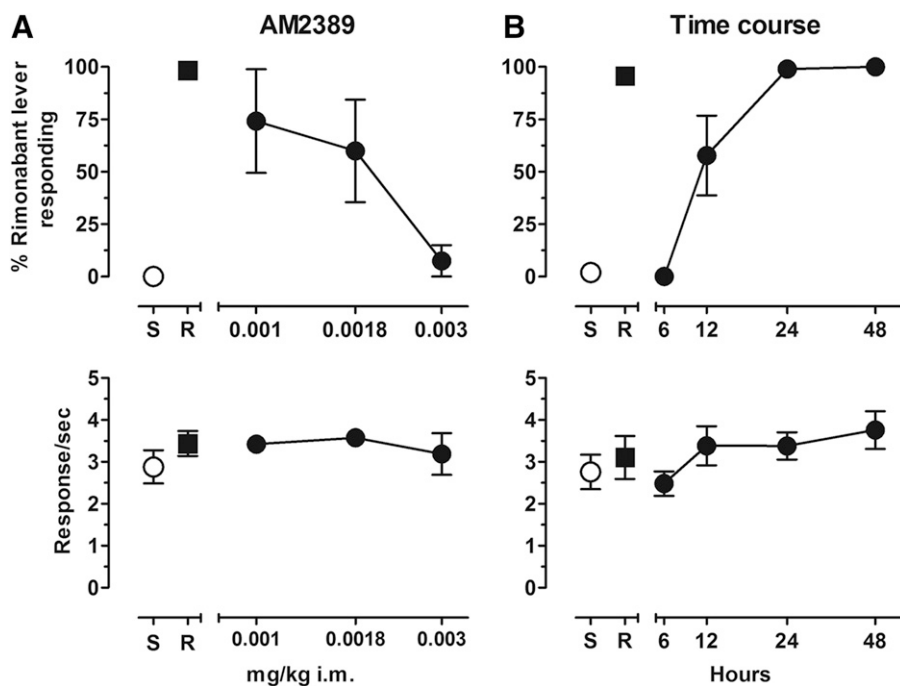 A AM2389 B Time course
% Rimonabant lever
responding
100
75
50
25
0
S R 0.001 0.0018 0.003
100
75
50
25
0
S R 6 12 24 48
Response/sec
5
4
3
2
1
0
S R 0.001 0.0018 0.003
mg/kg i.m.
5
4
3
2
1
0
S R 6 12 24 48
Hours